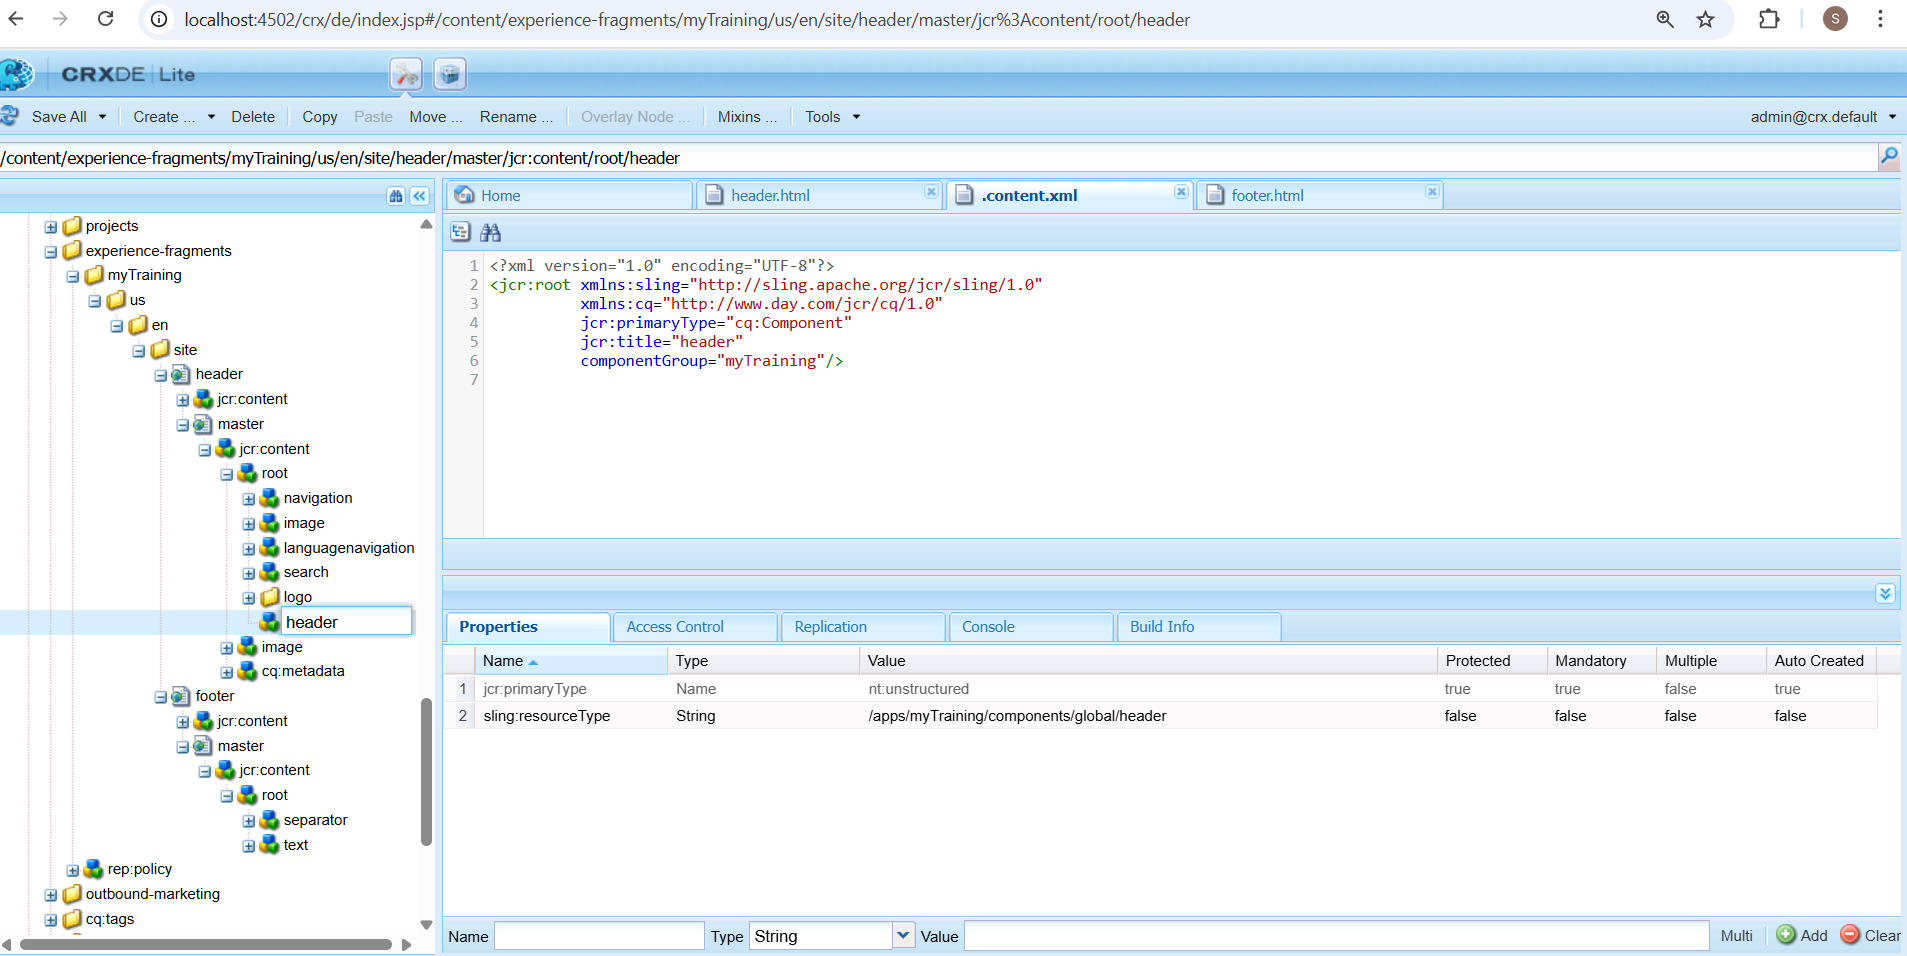 localhost:4502/crx/de/index.jsp#/content/experience-fragments/myTraining/us/en/site/header/master/jcr%3Acontent/root/header
S
CRXDE | Lite
Save All Create ... Delete Copy Paste Move ... Rename ... Overlay Node ... Mixins ... Tools admin@crx.default
/content/experience-fragments/myTraining/us/en/site/header/master/jcr:content/root/header
projects
experience-fragments
myTraining
us
en
site
header
jcr:content
master
jcr:content
root
navigation
image
languagenavigation
search
logo
header
image
cq:metadata
footer
jcr:content
master
jcr:content
root
separator
text
rep:policy
outbound-marketing
cq:tags
Home header.html .content.xml footer.html
1 <?xml version="1.0" encoding="UTF-8"?>
2 <jcr:root xmlns:sling="http://sling.apache.org/jcr/sling/1.0"
3 xmlns:cq="http://www.day.com/jcr/cq/1.0"
4 jcr:primaryType="cq:Component"
5 jcr:title="header"
6 componentGroup="myTraining"/>
7
Properties Access Control Replication Console Build Info
Name Type Value Protected Mandatory Multiple Auto Created
1 jcr:primaryType Name nt:unstructured true true false true
2 sling:resourceType String /apps/myTraining/components/global/header false false false false
Name Type String Value Multi Add Clear